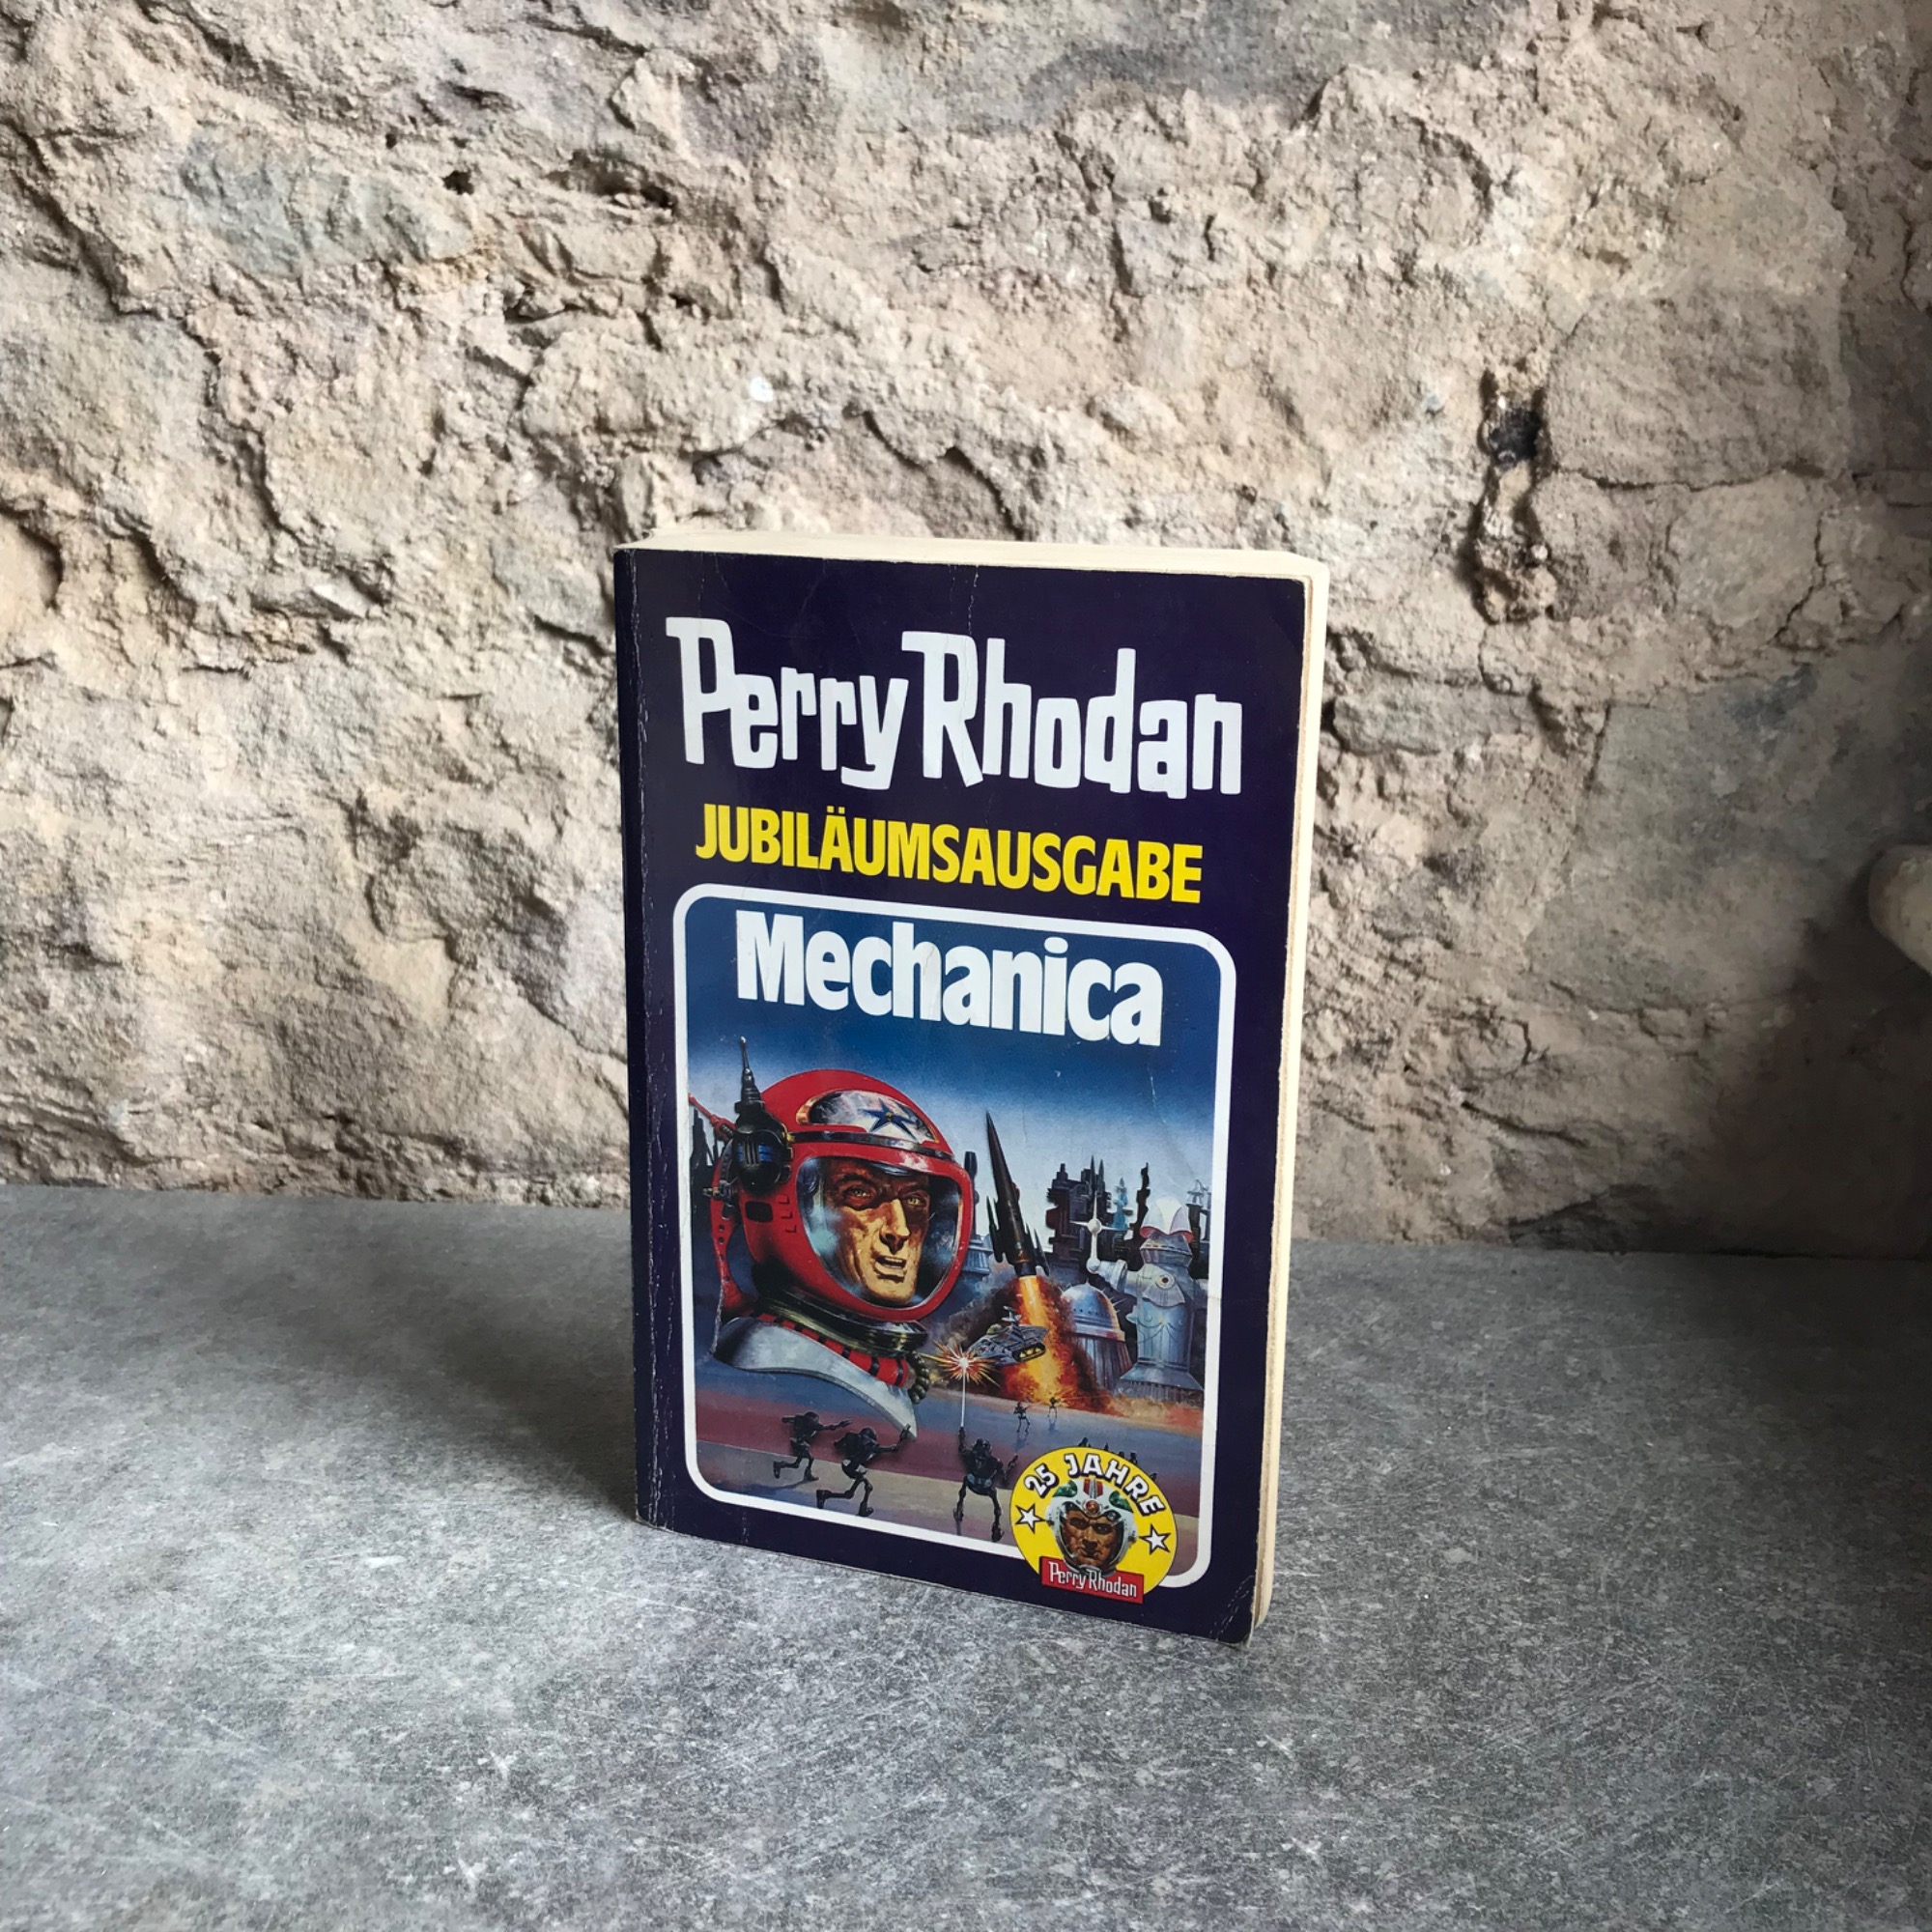 Perry Rhodan
JUBILÄUMSAUSGABE
Mechanica
25 JAHRE
Perry Rhodan